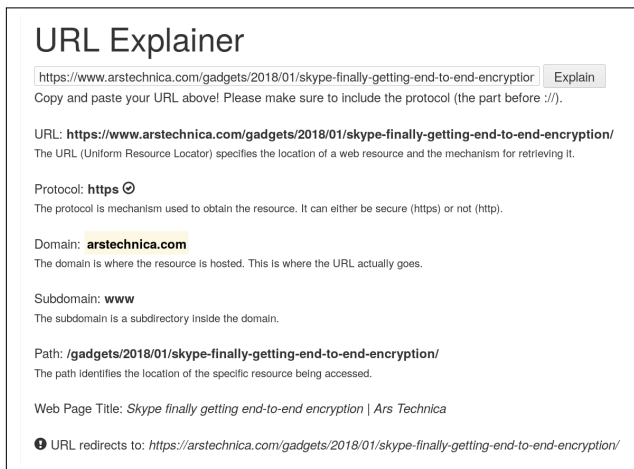 URL Explainer
https://www.arstechnica.com/gadgets/2018/01/skype-finally-getting-end-to-end-encryption Explain
Copy and paste your URL above! Please make sure to include the protocol (the part before ://).
URL: https://www.arstechnica.com/gadgets/2018/01/skype-finally-getting-end-to-end-encryption/
The URL (Uniform Resource Locator) specifies the location of a web resource and the mechanism for retrieving it.
Protocol: https
The protocol is mechanism used to obtain the resource. It can either be secure (https) or not (http).
Domain: arstechnica.com
The domain is where the resource is hosted. This is where the URL actually goes.
Subdomain: www
The subdomain is a subdirectory inside the domain.
Path: /gadgets/2018/01/skype-finally-getting-end-to-end-encryption/
The path identifies the location of the specific resource being accessed.
Web Page Title: Skype finally getting end-to-end encryption | Ars Technica
URL redirects to: https://arstechnica.com/gadgets/2018/01/skype-finally-getting-end-to-end-encryption/